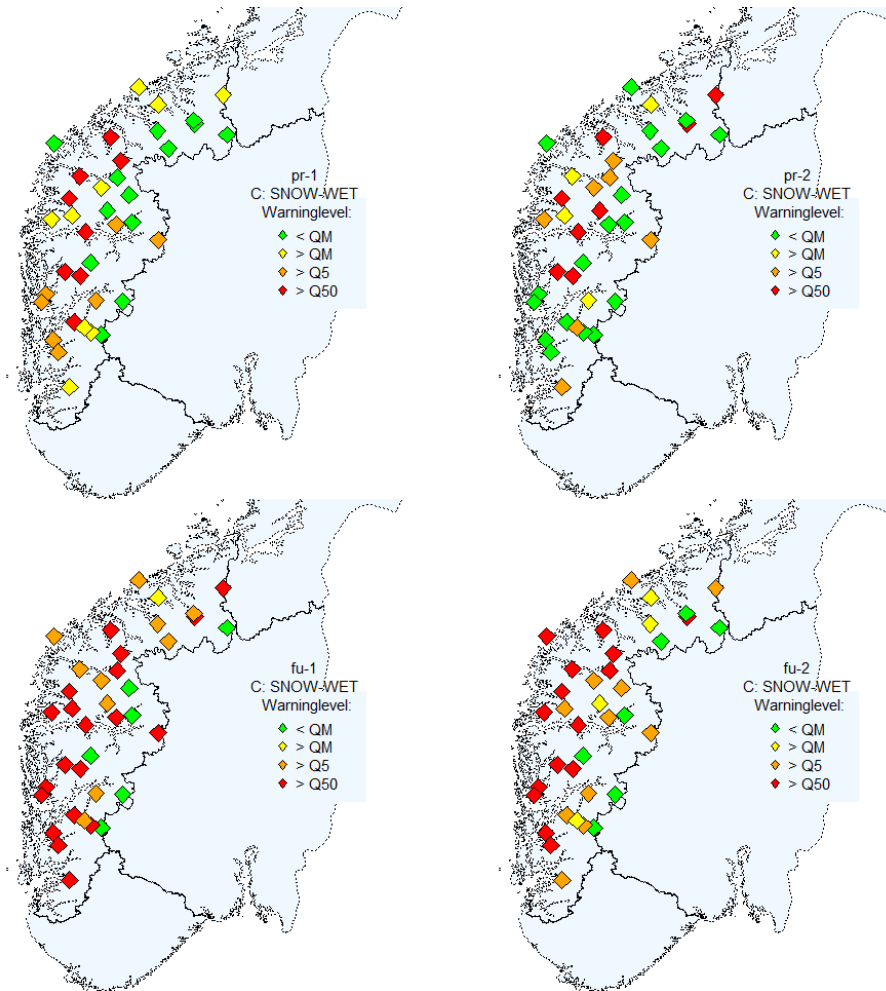 pr-1
C: SNOW-WET
Warninglevel:
< QM
> QM
> Q5
> Q50
pr-2
C: SNOW-WET
Warninglevel:
< QM
> QM
> Q5
> Q50
fu-1
C: SNOW-WET
Warninglevel:
< QM
> QM
> Q5
> Q50
fu-2
C: SNOW-WET
Warninglevel:
< QM
> QM
> Q5
> Q50